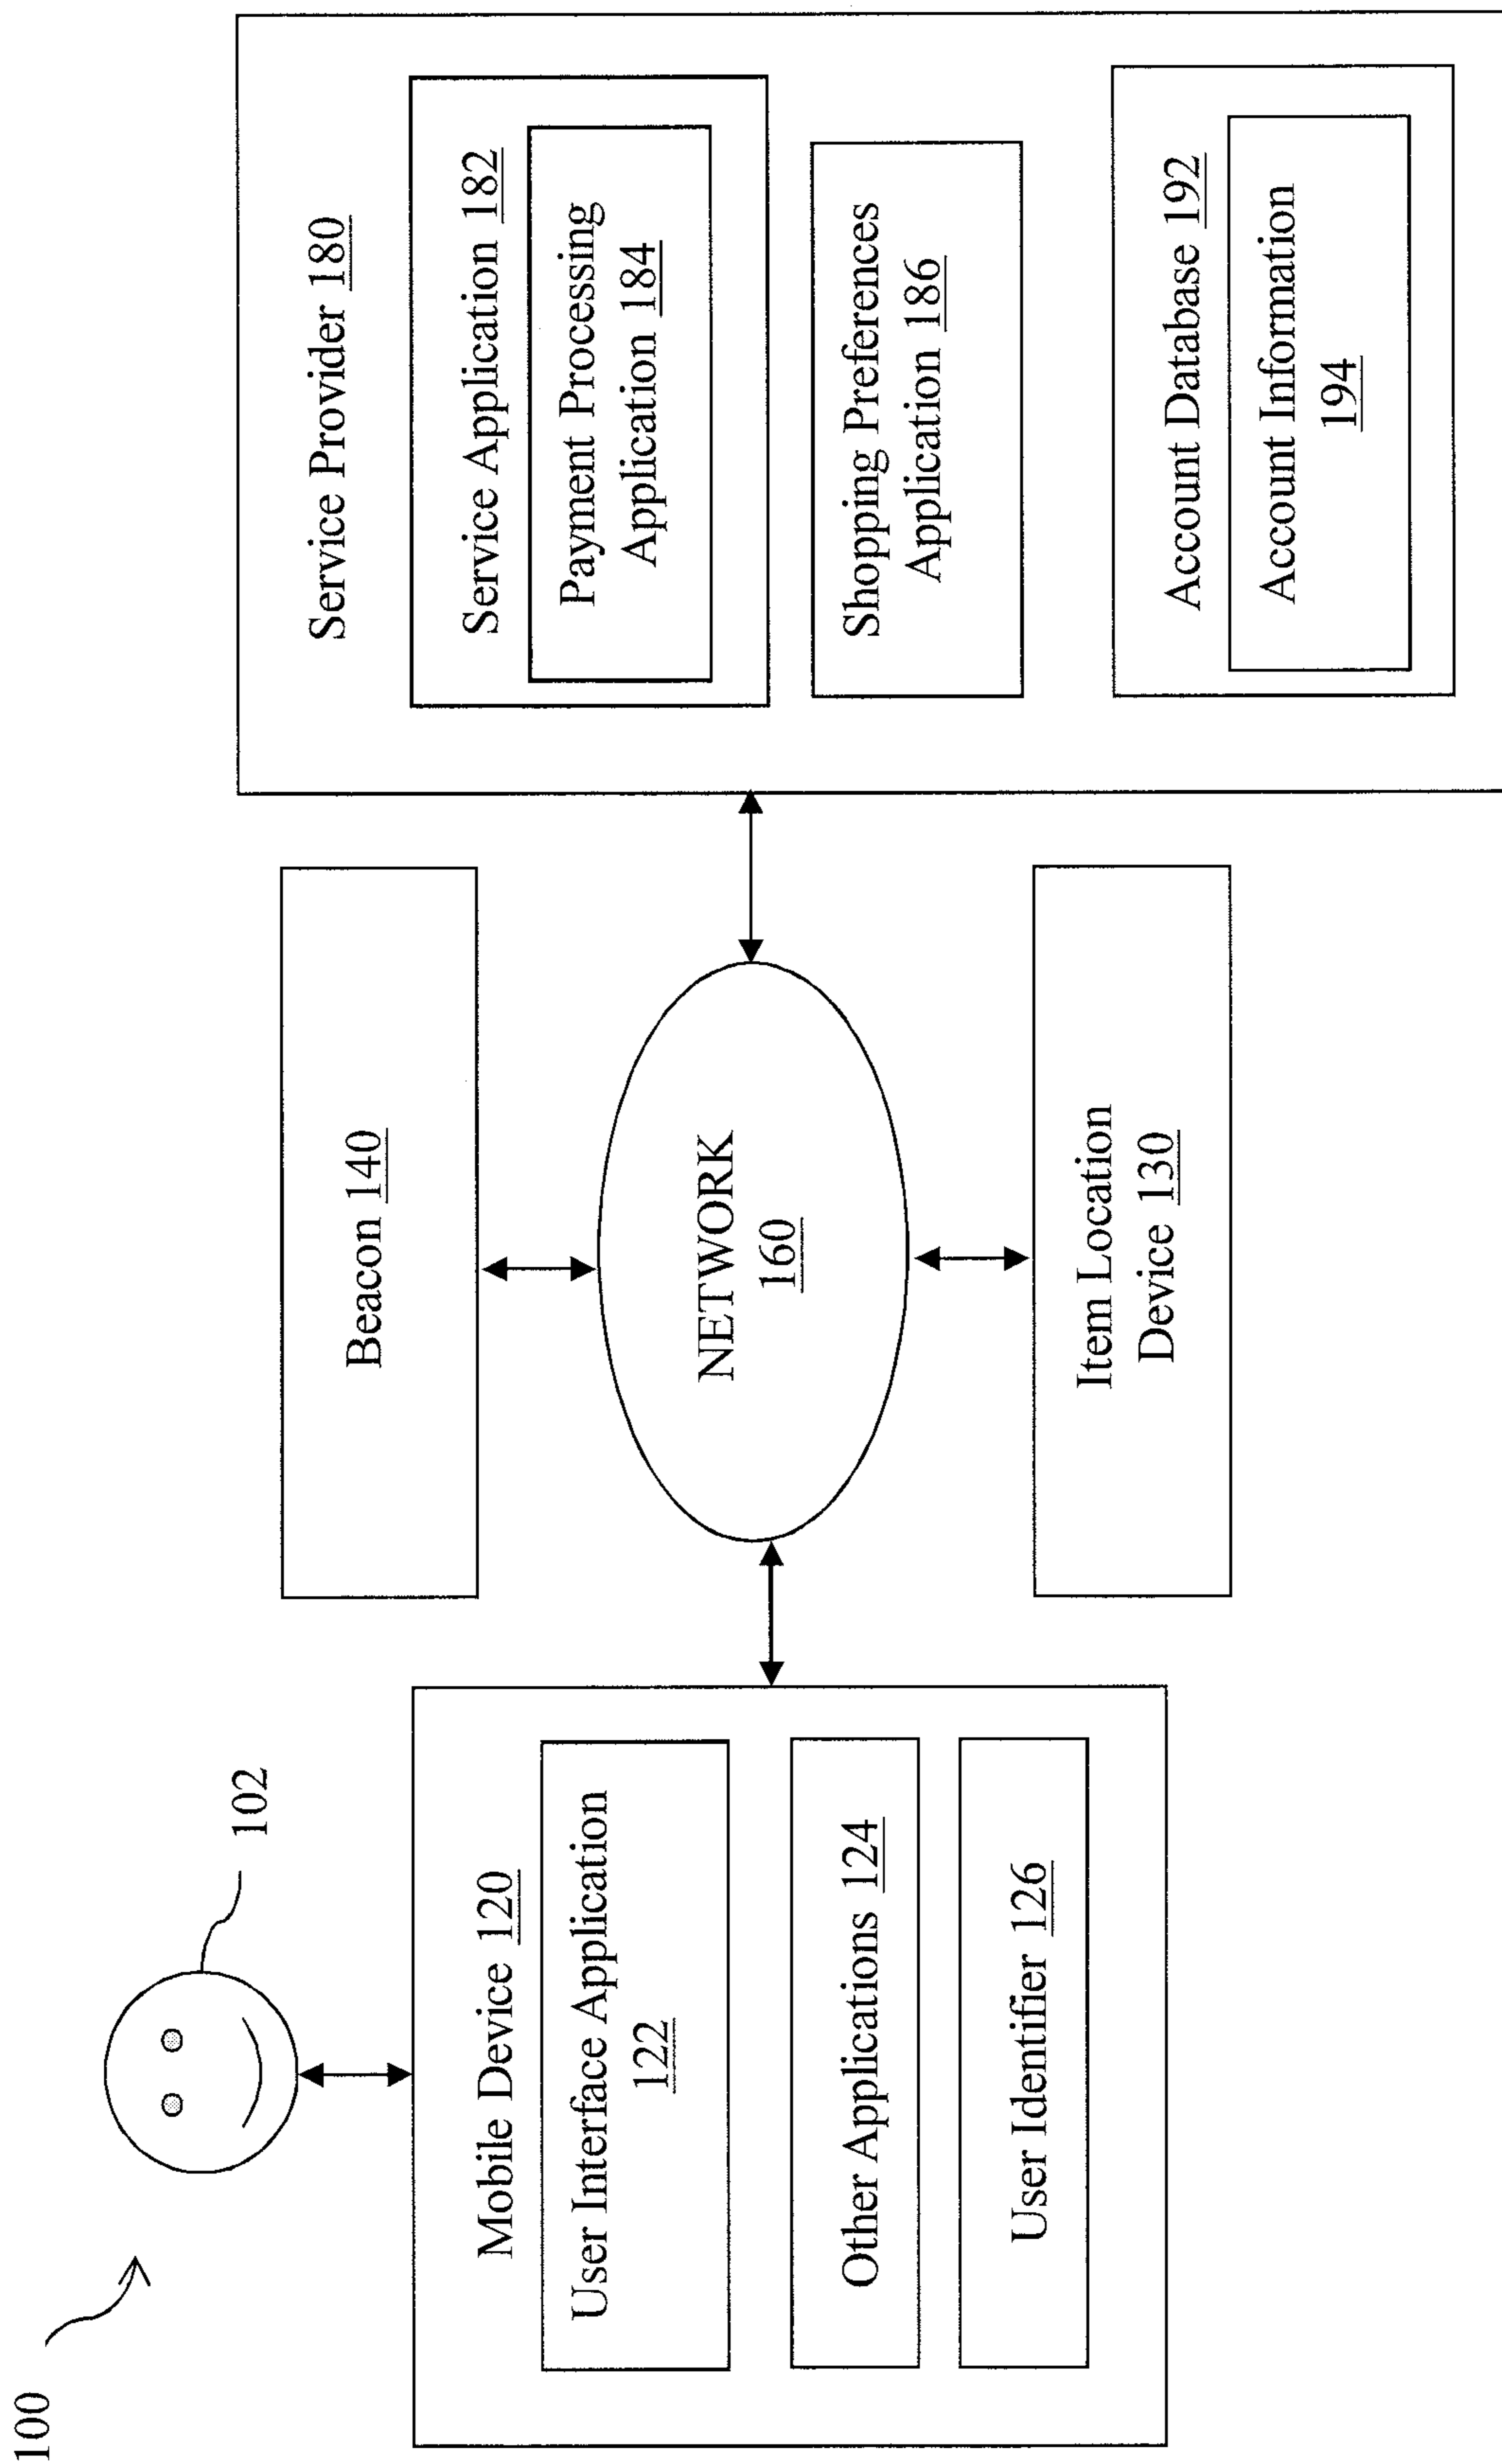 100
102
Mobile Device 120
User Interface Application
122
Other Applications 124
User Identifier 126
Beacon 140
NETWORK
160
Item Location
Device 130
Service Provider 180
Service Application 182
Payment Processing
Application 184
Shopping Preferences
Application 186
Account Database 192
Account Information
194